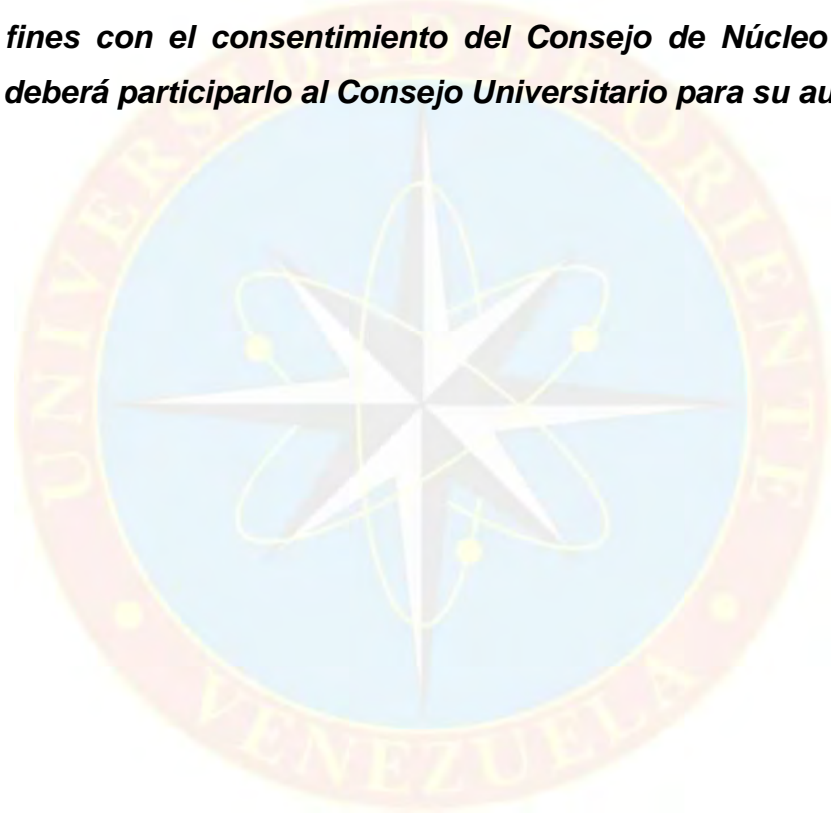 fines con el consentimiento del Consejo de Núcleo
deberá participarlo al Consejo Universitario para su au
UNIVERSIDAD DE ORIENTE
VENEZUELA